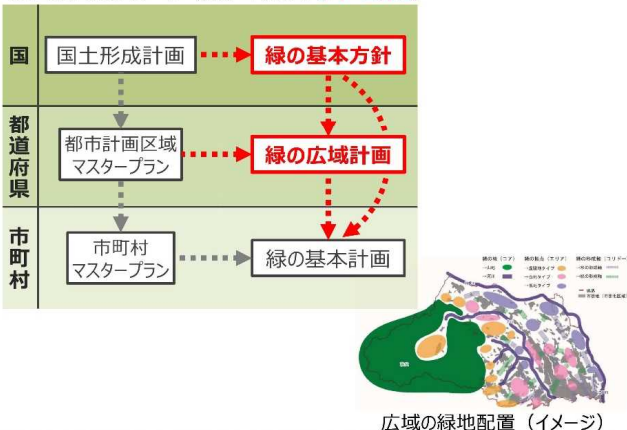 国
国土形成計画
緑の基本方針
都道府県
都市計画区域
マスタープラン
緑の広域計画
市町村
市町村
マスタープラン
緑の基本計画
広域の緑地配置（イメージ）